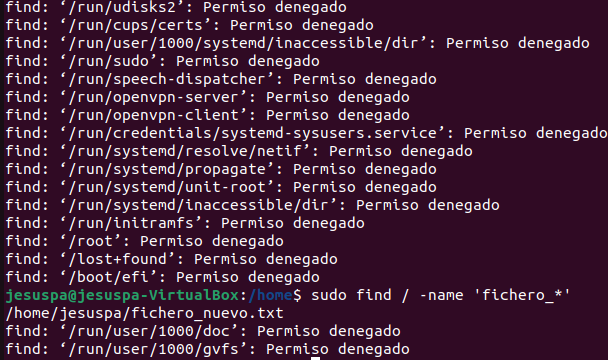 find: ‘/run/udisks2’: Permiso denegado
find: ‘/run/cups/certs’: Permiso denegado
find: ‘/run/user/1000/systemd/inaccessible/dir’: Permiso denegado
find: ‘/run/sudo’: Permiso denegado
find: ‘/run/speech-dispatcher’: Permiso denegado
find: ‘/run/openvpn-server’: Permiso denegado
find: ‘/run/openvpn-client’: Permiso denegado
find: ‘/run/credentials/systemd-sysusers.service’: Permiso denegado
find: ‘/run/systemd/resolve/netif’: Permiso denegado
find: ‘/run/systemd/propagate’: Permiso denegado
find: ‘/run/systemd/unit-root’: Permiso denegado
find: ‘/run/systemd/inaccessible/dir’: Permiso denegado
find: ‘/run/initramfs’: Permiso denegado
find: ‘/root’: Permiso denegado
find: ‘/lost+found’: Permiso denegado
find: ‘/boot/efi’: Permiso denegado
jesuspa@jesuspa-VirtualBox:/home$ sudo find / -name 'fichero_*'
/home/jesuspa/fichero_nuevo.txt
find: ‘/run/user/1000/doc’: Permiso denegado
find: ‘/run/user/1000/gvfs’: Permiso denegado